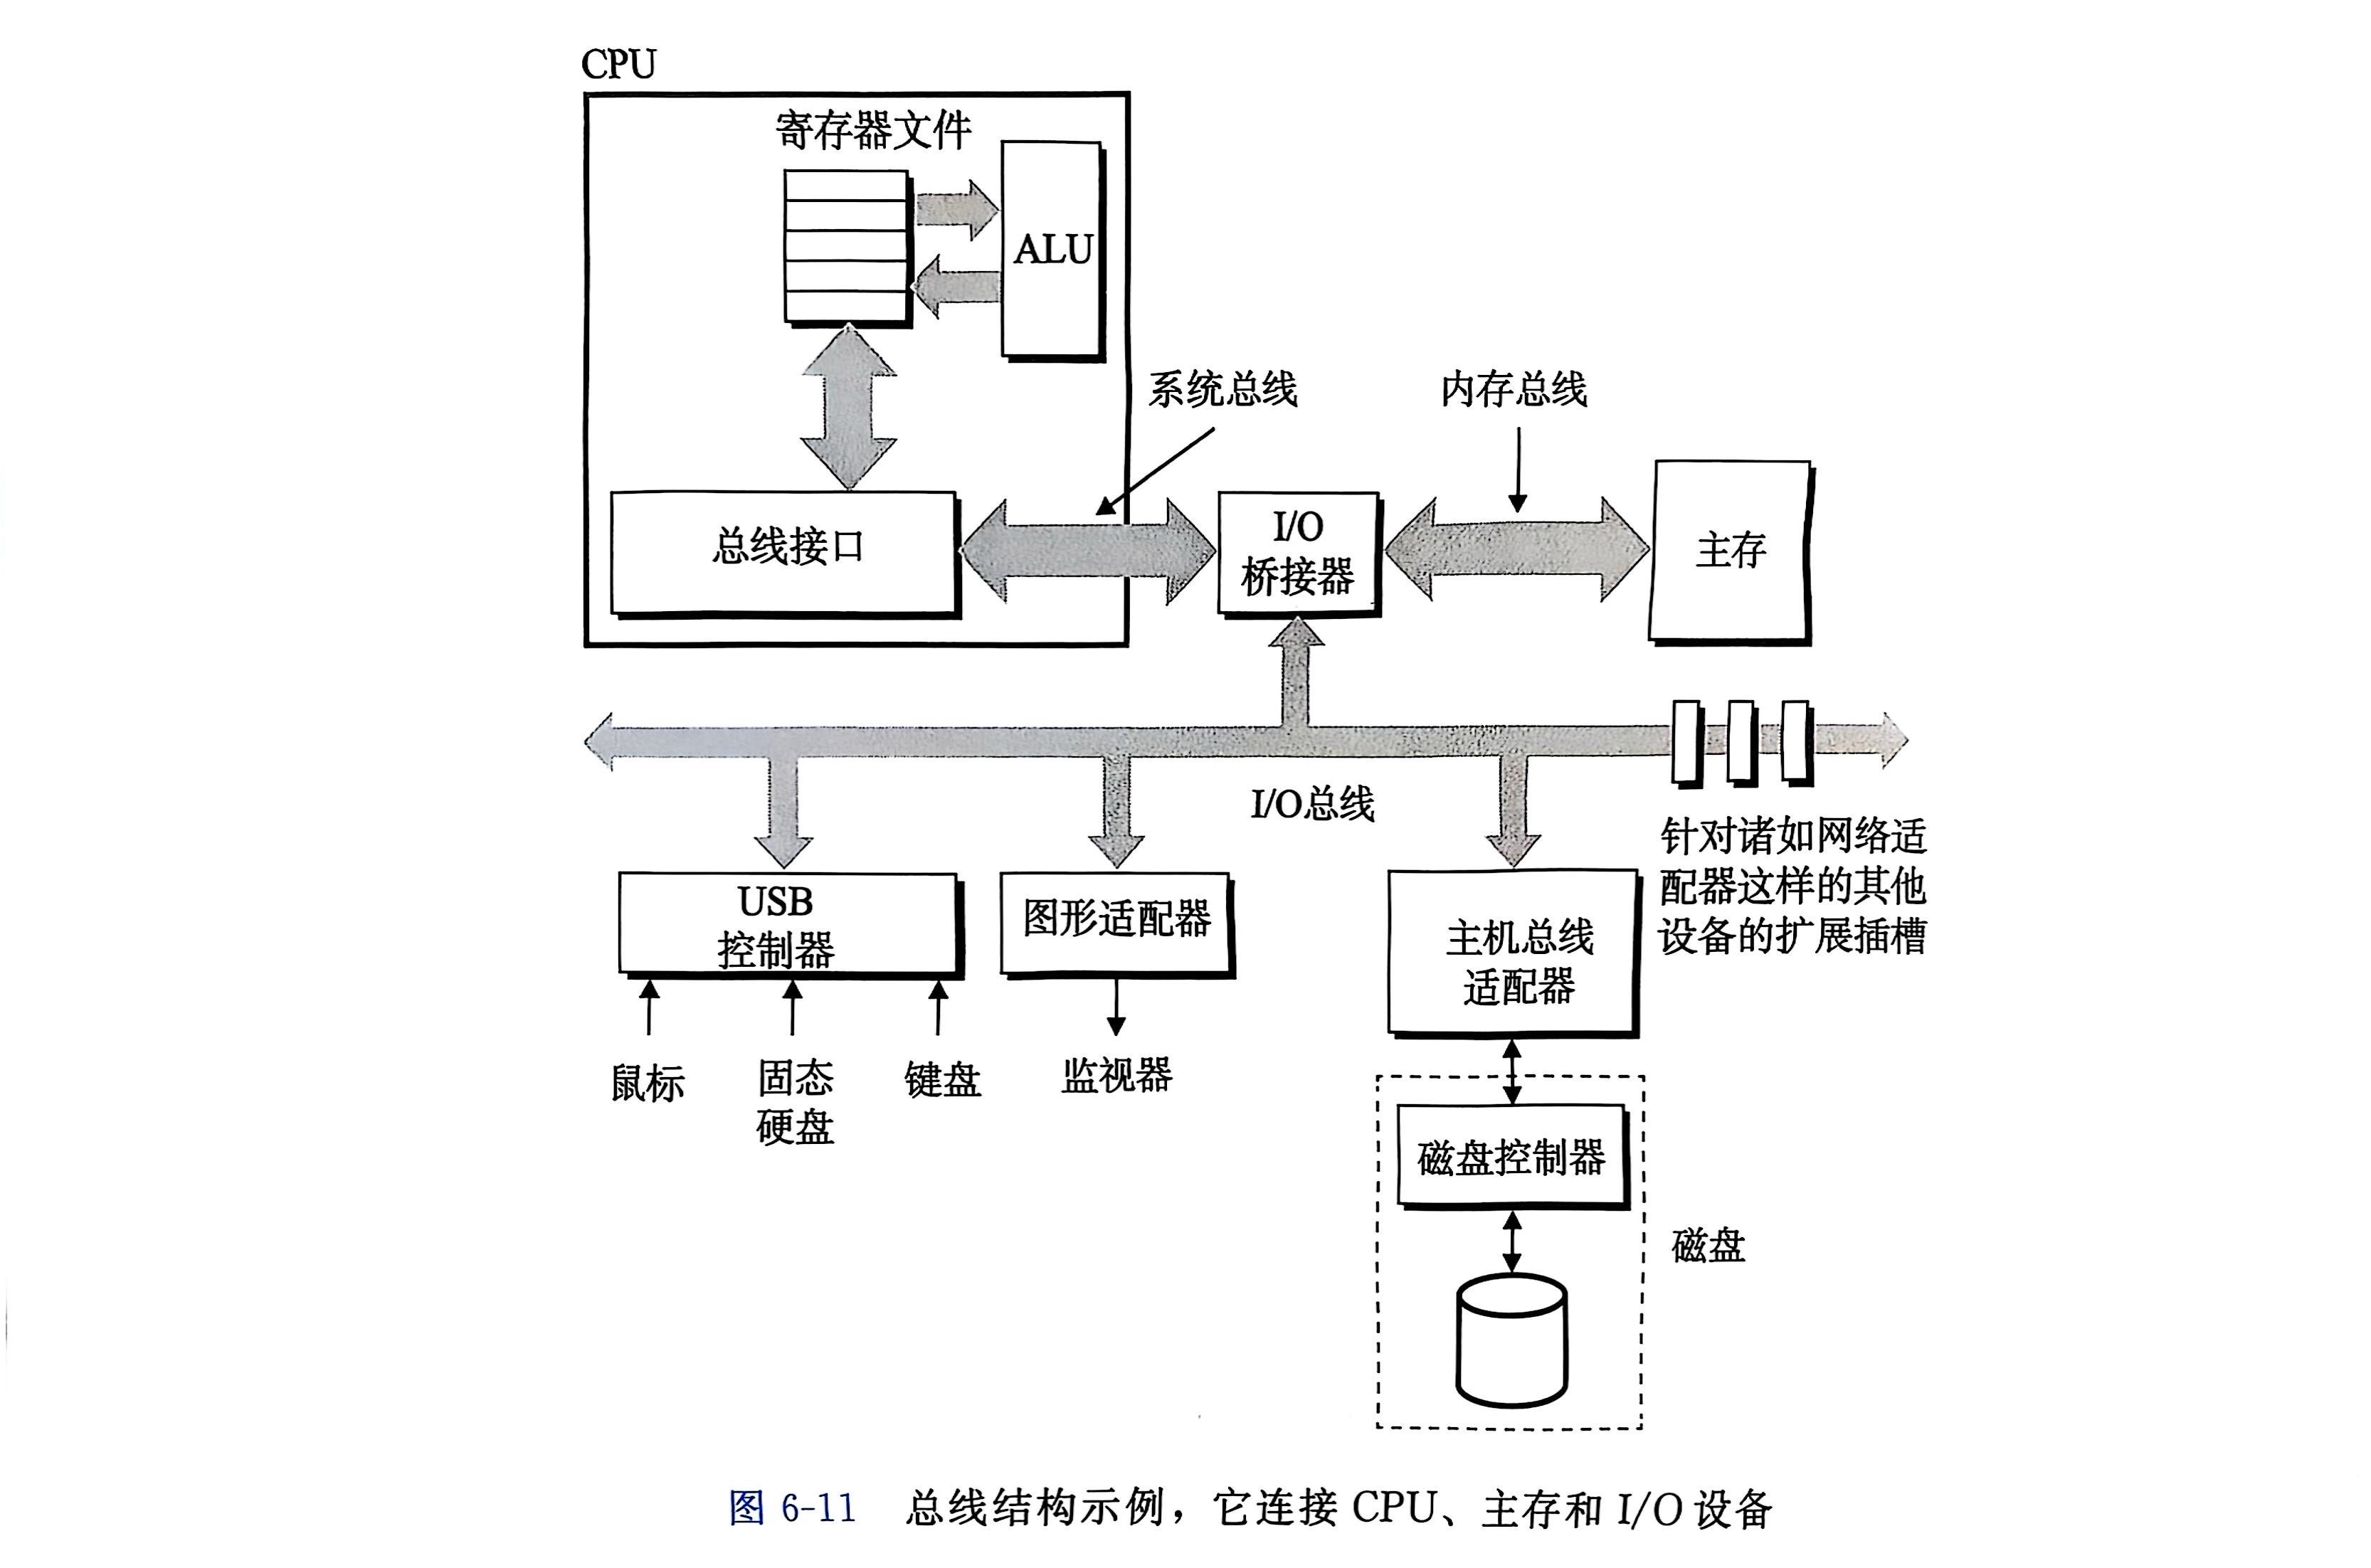 CPU
寄存器文件
ALU
系统总线
内存总线
总线接口
I/O
桥接器
主存
I/O总线
针对诸如网络适
配器这样的其他
设备的扩展插槽
USB
控制器
图形适配器
主机总线
适配器
鼠标
固态
硬盘
键盘
监视器
磁盘控制器
磁盘
图 6-11 总线结构示例，它连接 CPU、主存和 I/O 设备